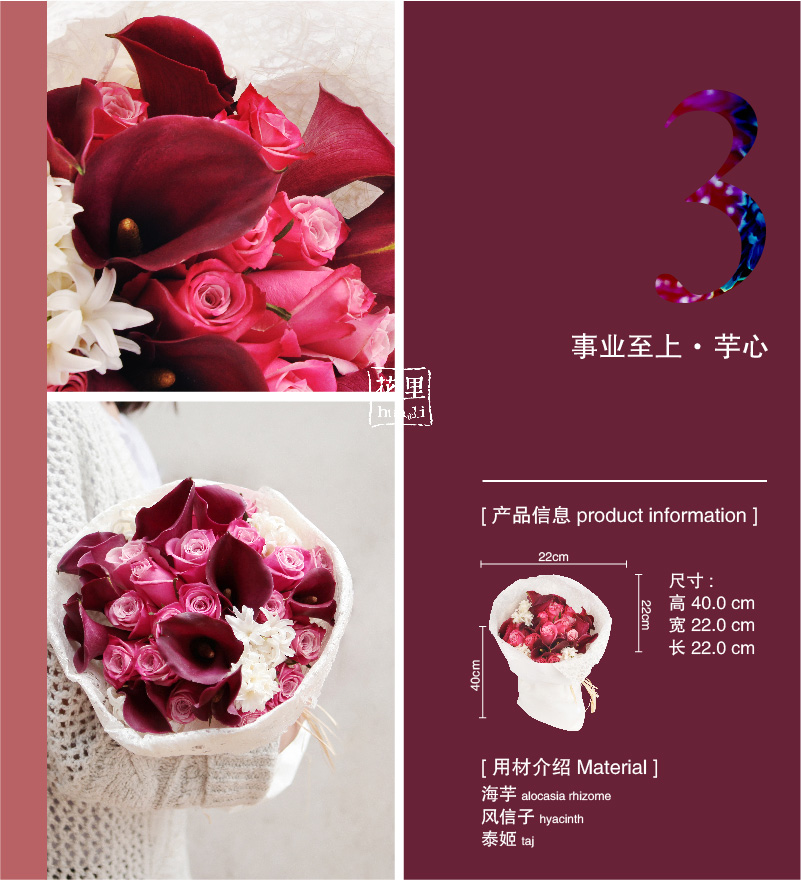 3
事业至上·芋心
花里
huali
[ 产品信息 product information ]
22cm
22cm
40cm
尺寸：
高 40.0 cm
宽 22.0 cm
长 22.0 cm
[ 用材介绍 Material ]
海芋 alocasia rhizome
风信子 hyacinth
泰姬 taj